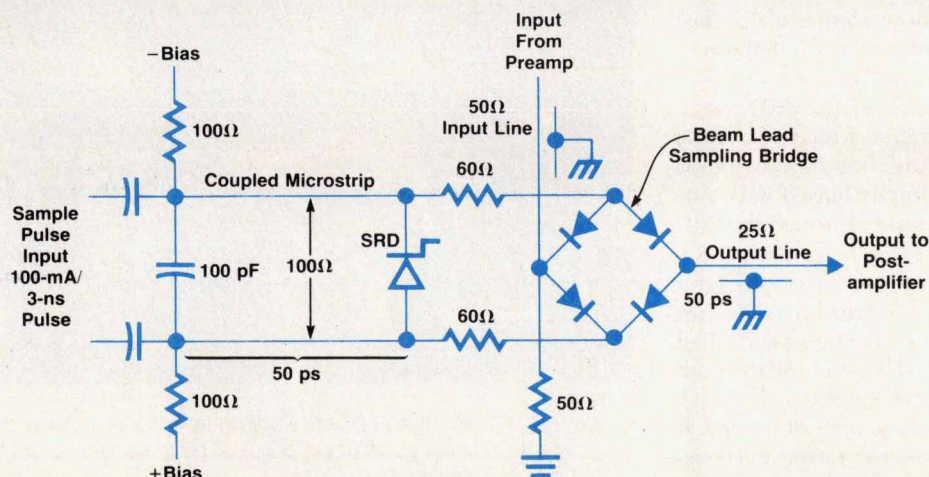 −Bias
100Ω
Coupled Microstrip
Sample
Pulse
Input
100-mA/
3-ns
Pulse
100 pF
100Ω
SRD
50 ps
100Ω
+Bias
60Ω
60Ω
Input
From
Preamp
50Ω
Input Line
Beam Lead
Sampling Bridge
25Ω
Output Line
50 ps
Output to
Post-
amplifier
50Ω